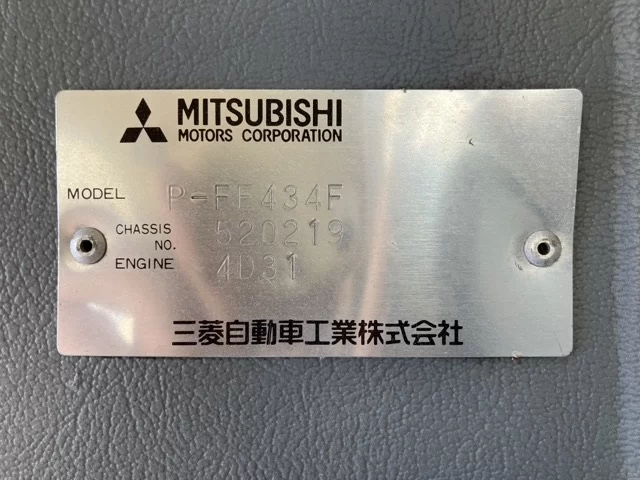 MITSUBISHI
MOTORS CORPORATION
MODEL P-FE434F
CHASSIS NO. 520219
ENGINE 4D31
三菱自動車工業株式会社